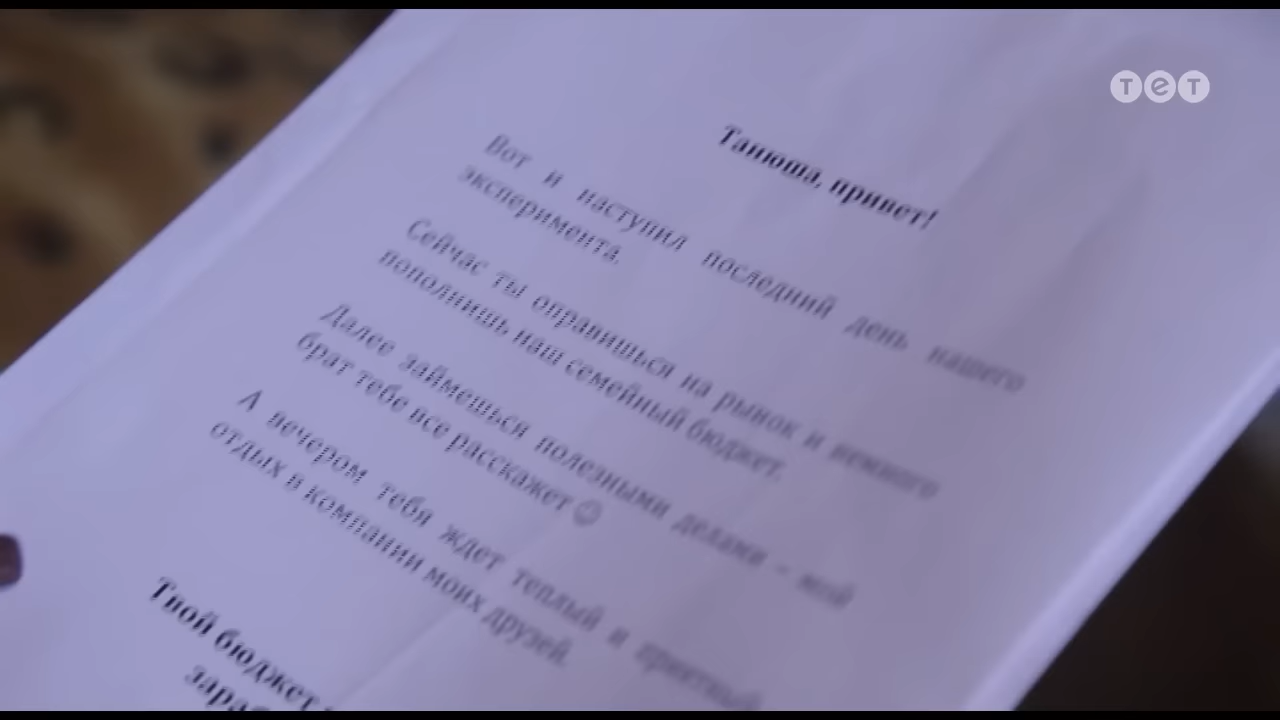 тет
Танюша, привет!
Вот и наступил последний день нашего
эксперимента.
Сейчас ты оправишься на рынок и немного
пополнишь наш семейный бюджет.
Далее займешься полезными делами - мой
брат тебе все расскажет ☺
А вечером тебя ждет теплый и приятный
отдых в компании моих друзей.
Твой бюджет